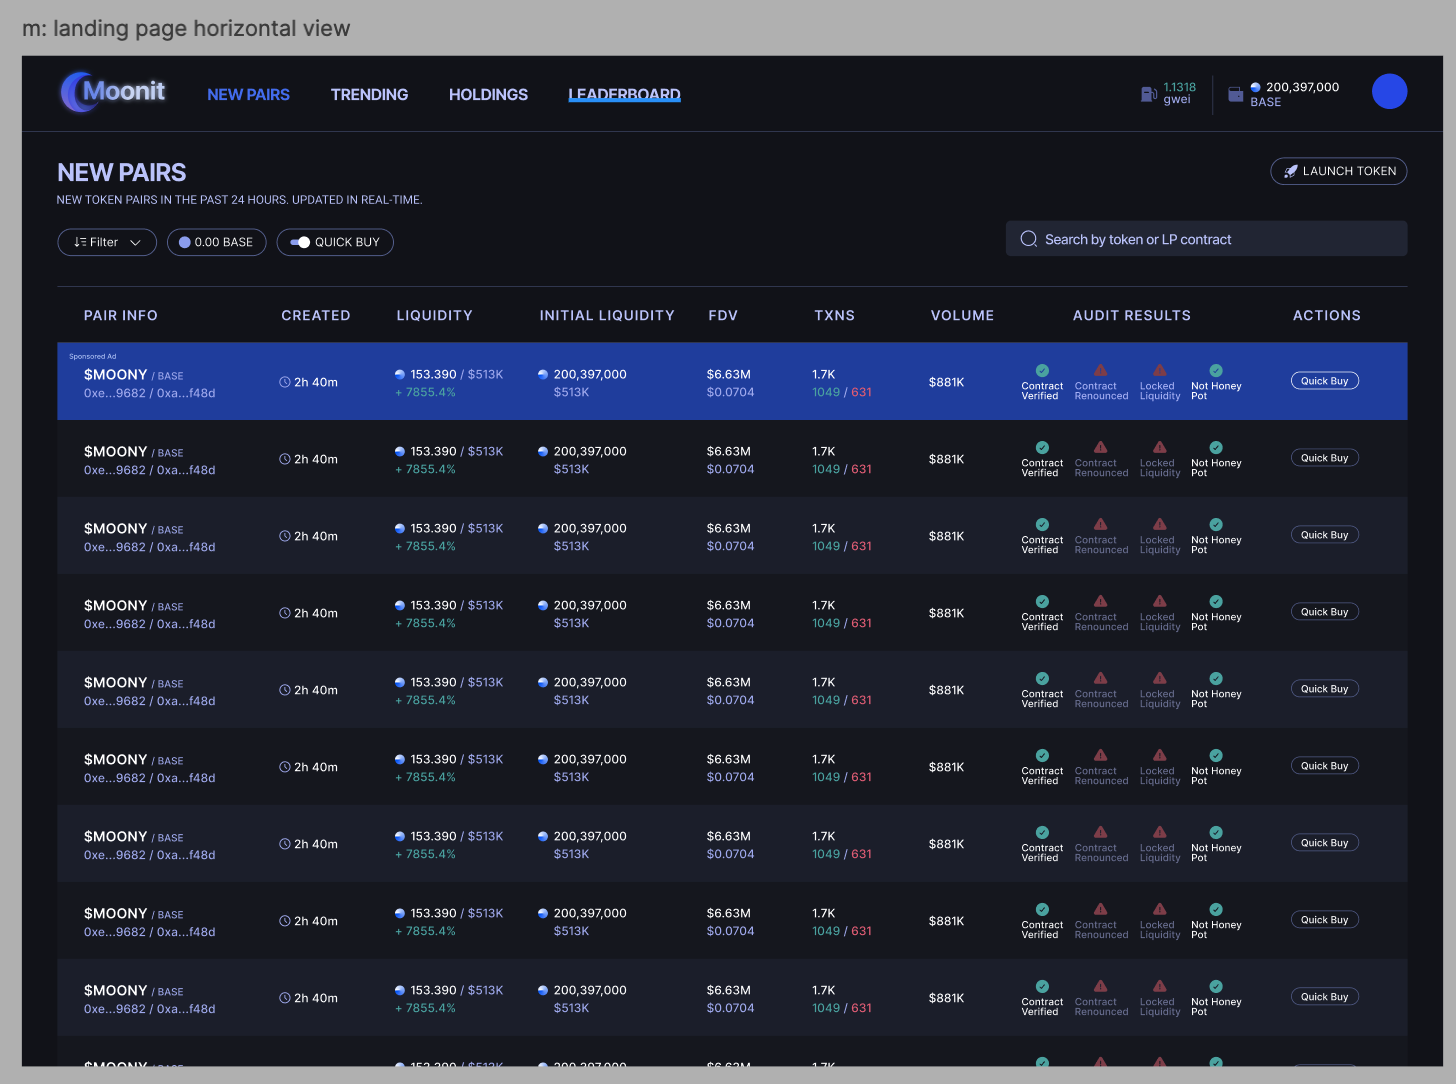 m: landing page horizontal view
Moonit NEW PAIRS TRENDING HOLDINGS LEADERBOARD 1.1318 gwei 200,397,000 BASE
NEW PAIRS
LAUNCH TOKEN
NEW TOKEN PAIRS IN THE PAST 24 HOURS. UPDATED IN REAL-TIME.
Filter 0.00 BASE QUICK BUY Search by token or LP contract
PAIR INFO CREATED LIQUIDITY INITIAL LIQUIDITY FDV TXNS VOLUME AUDIT RESULTS ACTIONS
Sponsored Ad
$MOONY / BASE 2h 40m 153.390 / $513K 200,397,000 $6.63M 1.7K $881K Contract Verified Contract Renounced Locked Liquidity Not Honey Pot Quick Buy
0xe...9682 / 0xa...f48d + 7855.4% $513K $0.0704 1049 / 631
$MOONY / BASE 2h 40m 153.390 / $513K 200,397,000 $6.63M 1.7K $881K Contract Verified Contract Renounced Locked Liquidity Not Honey Pot Quick Buy
0xe...9682 / 0xa...f48d + 7855.4% $513K $0.0704 1049 / 631
$MOONY / BASE 2h 40m 153.390 / $513K 200,397,000 $6.63M 1.7K $881K Contract Verified Contract Renounced Locked Liquidity Not Honey Pot Quick Buy
0xe...9682 / 0xa...f48d + 7855.4% $513K $0.0704 1049 / 631
$MOONY / BASE 2h 40m 153.390 / $513K 200,397,000 $6.63M 1.7K $881K Contract Verified Contract Renounced Locked Liquidity Not Honey Pot Quick Buy
0xe...9682 / 0xa...f48d + 7855.4% $513K $0.0704 1049 / 631
$MOONY / BASE 2h 40m 153.390 / $513K 200,397,000 $6.63M 1.7K $881K Contract Verified Contract Renounced Locked Liquidity Not Honey Pot Quick Buy
0xe...9682 / 0xa...f48d + 7855.4% $513K $0.0704 1049 / 631
$MOONY / BASE 2h 40m 153.390 / $513K 200,397,000 $6.63M 1.7K $881K Contract Verified Contract Renounced Locked Liquidity Not Honey Pot Quick Buy
0xe...9682 / 0xa...f48d + 7855.4% $513K $0.0704 1049 / 631
$MOONY / BASE 2h 40m 153.390 / $513K 200,397,000 $6.63M 1.7K $881K Contract Verified Contract Renounced Locked Liquidity Not Honey Pot Quick Buy
0xe...9682 / 0xa...f48d + 7855.4% $513K $0.0704 1049 / 631
$MOONY / BASE 2h 40m 153.390 / $513K 200,397,000 $6.63M 1.7K $881K Contract Verified Contract Renounced Locked Liquidity Not Honey Pot Quick Buy
0xe...9682 / 0xa...f48d + 7855.4% $513K $0.0704 1049 / 631
$MOONY / BASE 2h 40m 153.390 / $513K 200,397,000 $6.63M 1.7K $881K Contract Verified Contract Renounced Locked Liquidity Not Honey Pot Quick Buy
0xe...9682 / 0xa...f48d + 7855.4% $513K $0.0704 1049 / 631